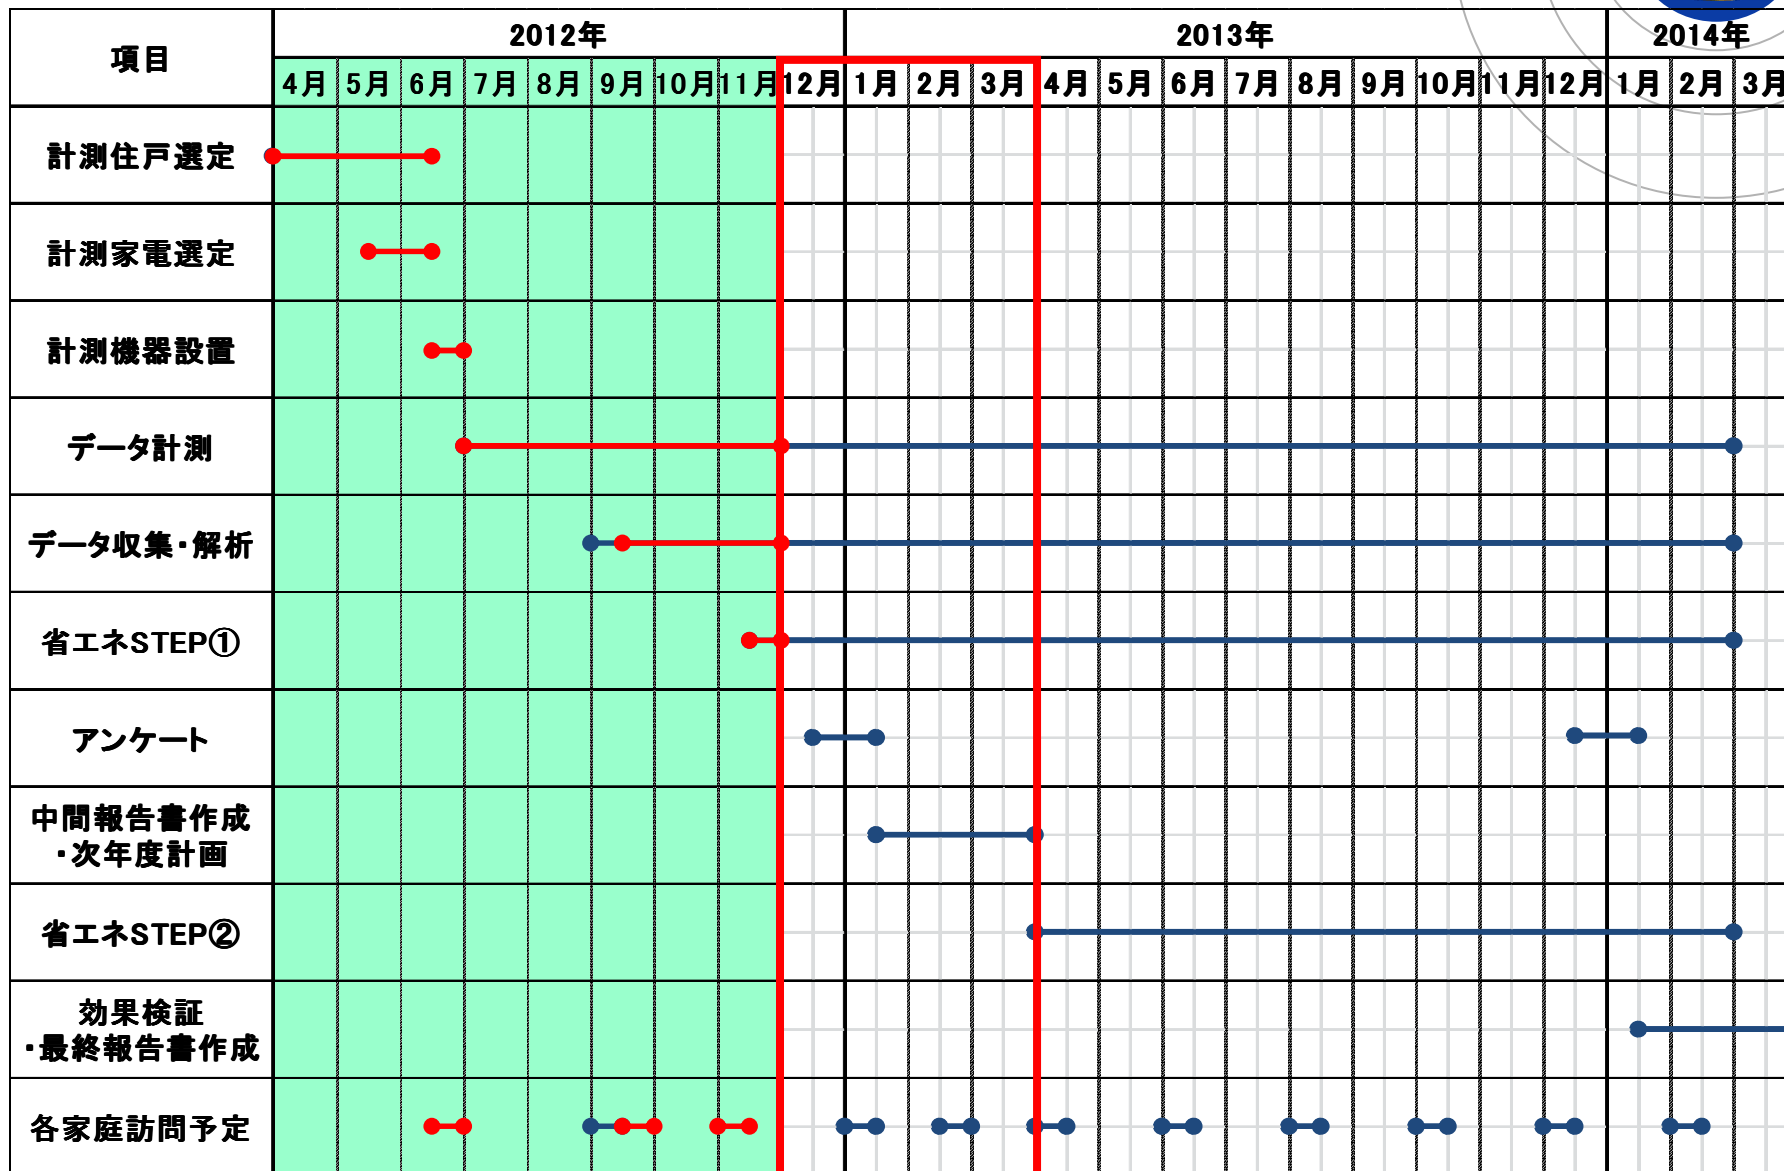 項目
2012年
2013年
2014年
4月 5月 6月 7月 8月 9月 10月 11月 12月 1月 2月 3月 4月 5月 6月 7月 8月 9月 10月 11月 12月 1月 2月 3月
計測住戸選定
計測家電選定
計測機器設置
データ計測
データ収集・解析
省エネSTEP①
アンケート
中間報告書作成
・次年度計画
省エネSTEP②
効果検証
・最終報告書作成
各家庭訪問予定